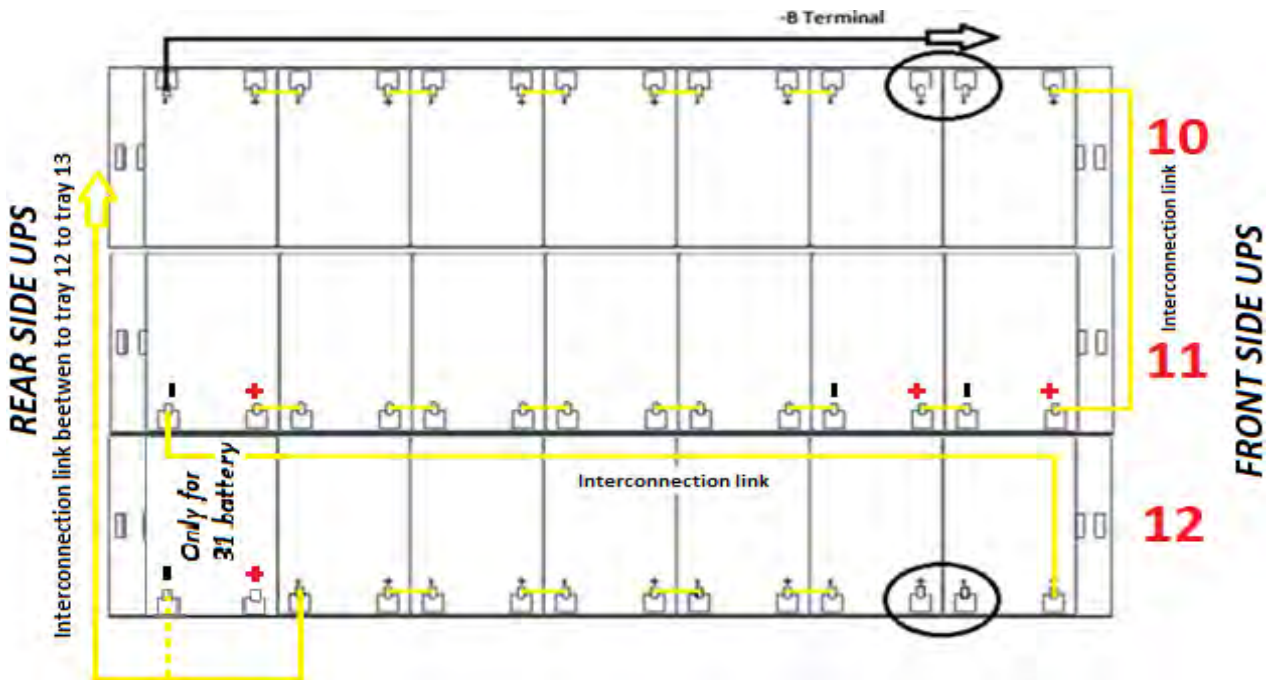 -B Terminal
10
11
12
REAR SIDE UPS
Interconnection link beetwen to tray 12 to tray 13
Interconnection link
FRONT SIDE UPS
- + - + - +
Interconnection link
Only for
31 battery
- +